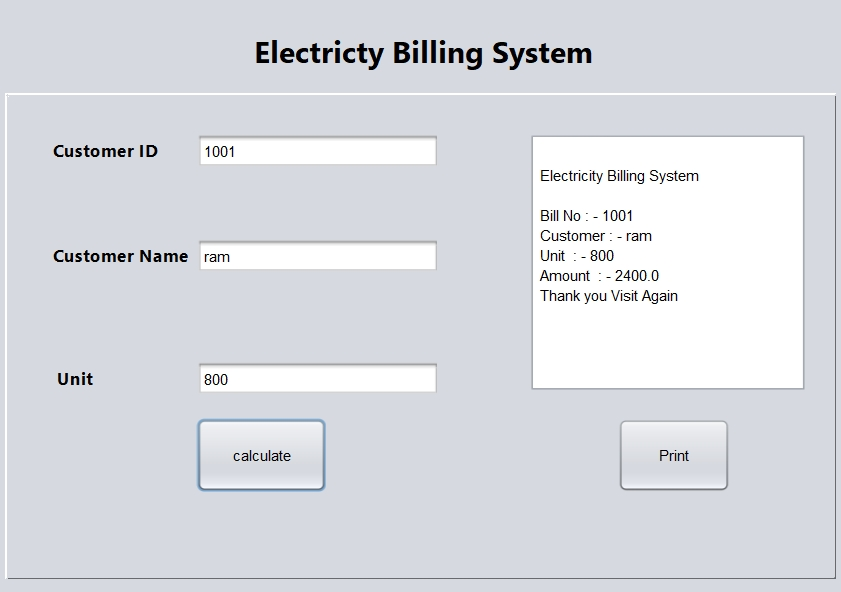 Electricty Billing System
Customer ID
1001
Customer Name
ram
Unit
800
calculate
Electricity Billing System
Bill No : - 1001
Customer : - ram
Unit  : - 800
Amount  : - 2400.0
Thank you Visit Again
Print